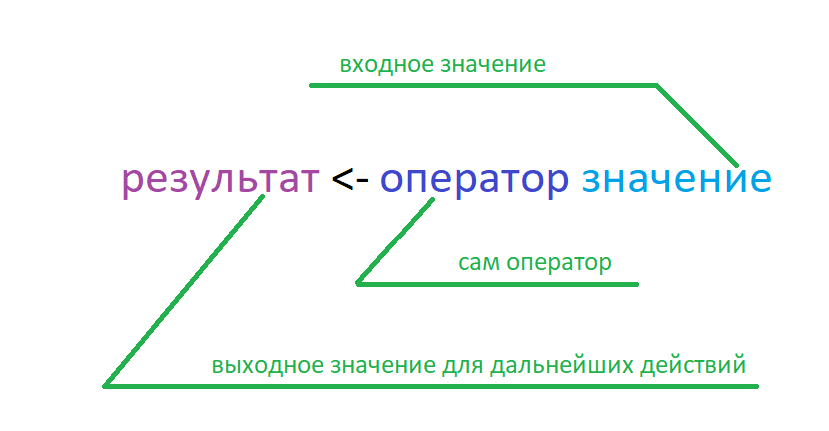 входное значение
результат <- оператор значение
сам оператор
выходное значение для дальнейших действий